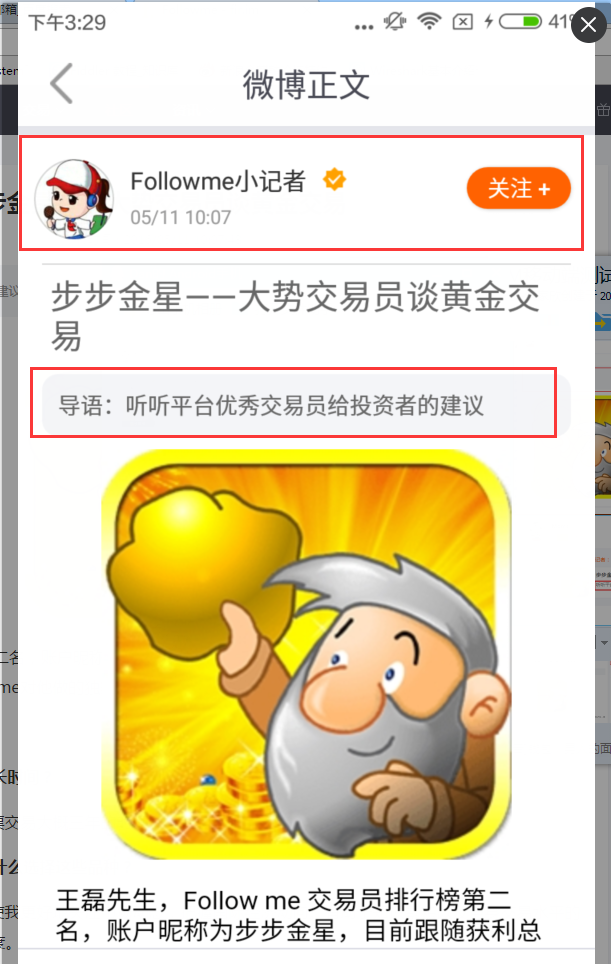 下午3:29
41%
微博正文
Followme小记者
关注 +
05/11 10:07
步步金星——大势交易员谈黄金交
易
导语：听听平台优秀交易员给投资者的建议
王磊先生，Follow me 交易员排行榜第二
名，账户昵称为步步金星，目前跟随获利总